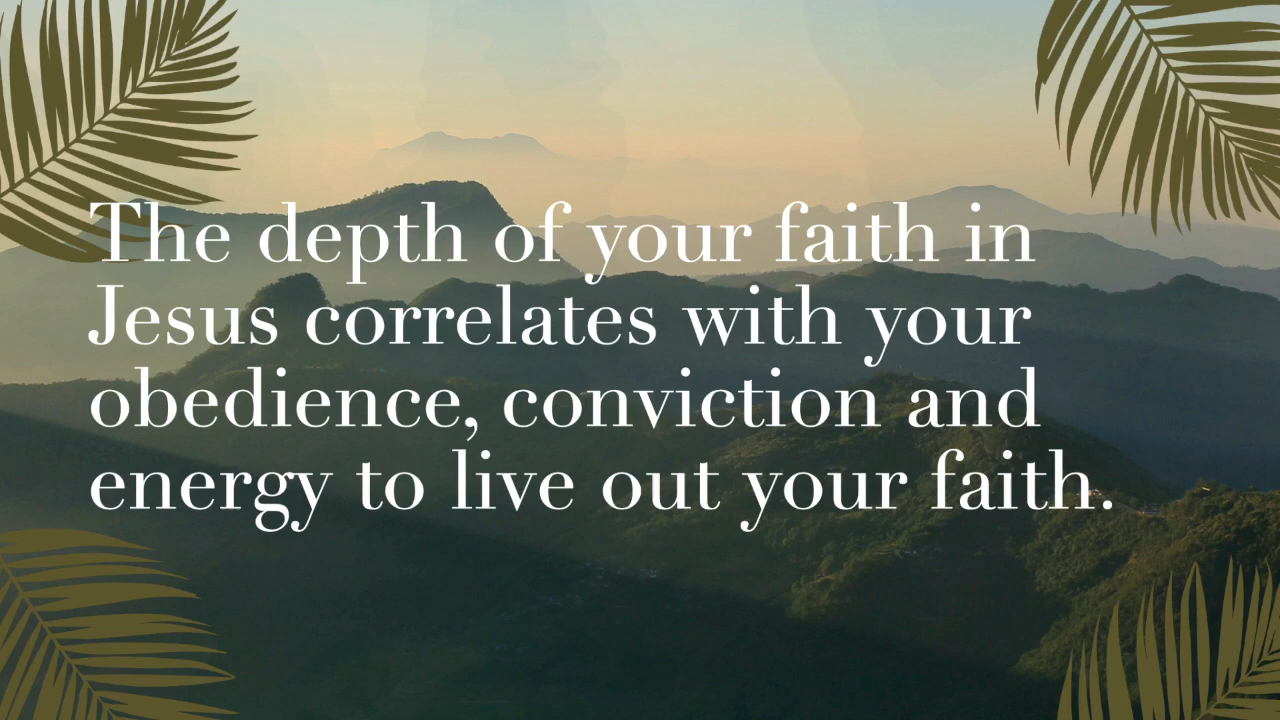 The depth of your faith in
Jesus correlates with your
obedience, conviction and
energy to live out your faith.